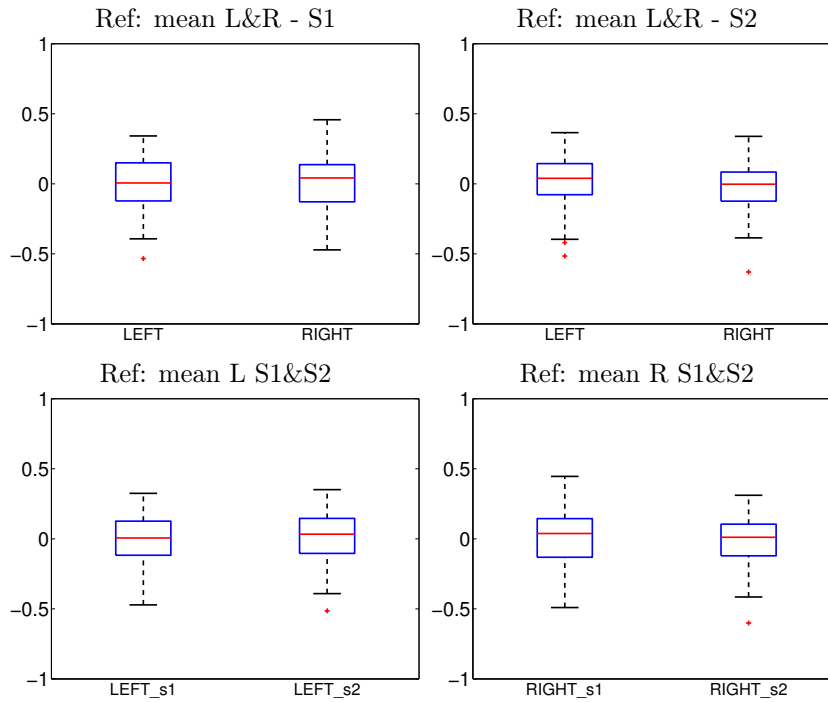 Ref: mean L&R - S1
1
0.5
0
−0.5
−1
LEFT RIGHT
Ref: mean L&R - S2
1
0.5
0
−0.5
−1
LEFT RIGHT
Ref: mean L S1&S2
1
0.5
0
−0.5
−1
LEFT_s1 LEFT_s2
Ref: mean R S1&S2
1
0.5
0
−0.5
−1
RIGHT_s1 RIGHT_s2